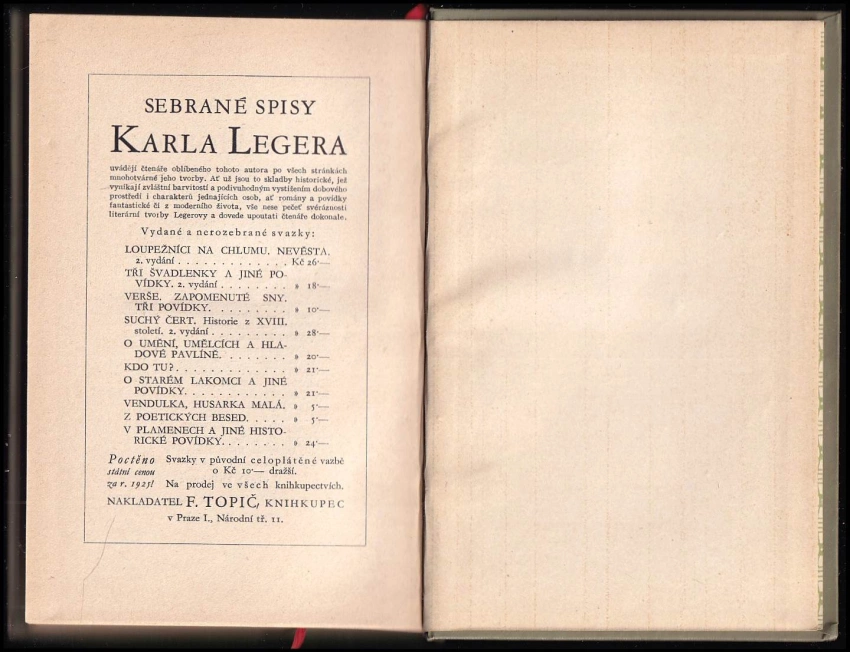 SEBRANÉ SPISY
KARLA LEGERA
uvádějí čtenáře oblíbeného tohoto autora po všech stránkách
mnohotvárné jeho tvorby. Ať už jsou to skladby historické, jež
vynikají zvláštní barvitostí a podivuhodným vystižením dobového
prostředí i charakterů jednajících osob, ať romány a povídky
fantastické či z moderního života, vše nese pečeť svéráznosti
literární tvorby Legerovy a dovede upoutati čtenáře dokonale.
Vydané a nerozebrané svazky:
LOUPEŽNÍCI NA CHLUMU. NEVĚSTA.
2. vydání . . . . . . . . . . . . . Kč 26·—
TŘI ŠVADLENKY A JINÉ PO-
VÍDKY. 2. vydání . . . . . . . . » 18·—
VERŠE. ZAPOMENUTÉ SNY.
TŘI POVÍDKY. . . . . . . . . » 10·—
SUCHÝ ČERT. Historie z XVIII.
století. 2. vydání . . . . . . . . » 28·—
O UMĚNÍ, UMĚLCÍCH A HLA-
DOVÉ PAVLÍNĚ. . . . . . . . » 20·—
KDO TU? . . . . . . . . . . . . . » 21·—
O STARÉM LAKOMCI A JINÉ
POVÍDKY. . . . . . . . . . . . » 21·—
VENDULKA, HUSARKA MALÁ. » 5·—
Z POETICKÝCH BESED. . . . . » 5·—
V PLAMENECH A JINÉ HISTO-
RICKÉ POVÍDKY. . . . . . . . » 24·—
Poctěno Svazky v původní celoplátěné vazbě
státní cenou o Kč 10·— dražší.
za r. 1925! Na prodej ve všech knihkupectvích.
NAKLADATEL F. TOPIČ, KNIHKUPEC
v Praze I., Národní tř. 11.